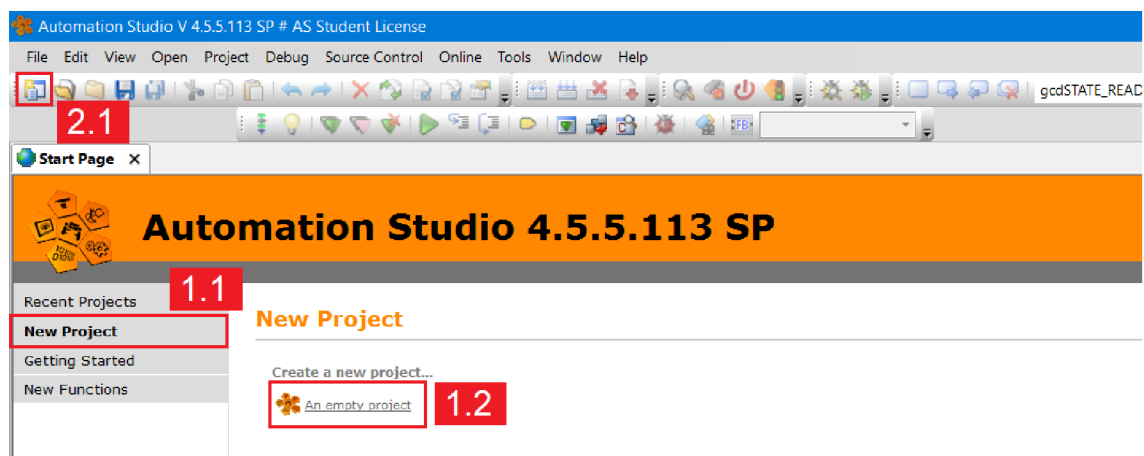 Automation Studio V 4.5.5.113 SP # AS Student License
File Edit View Open Project Debug Source Control Online Tools Window Help
gcdSTATE_READ
2.1
Start Page X
Automation Studio 4.5.5.113 SP
1.1
Recent Projects
New Project
New Project
Getting Started
Create a new project...
New Functions
An empty project
1.2